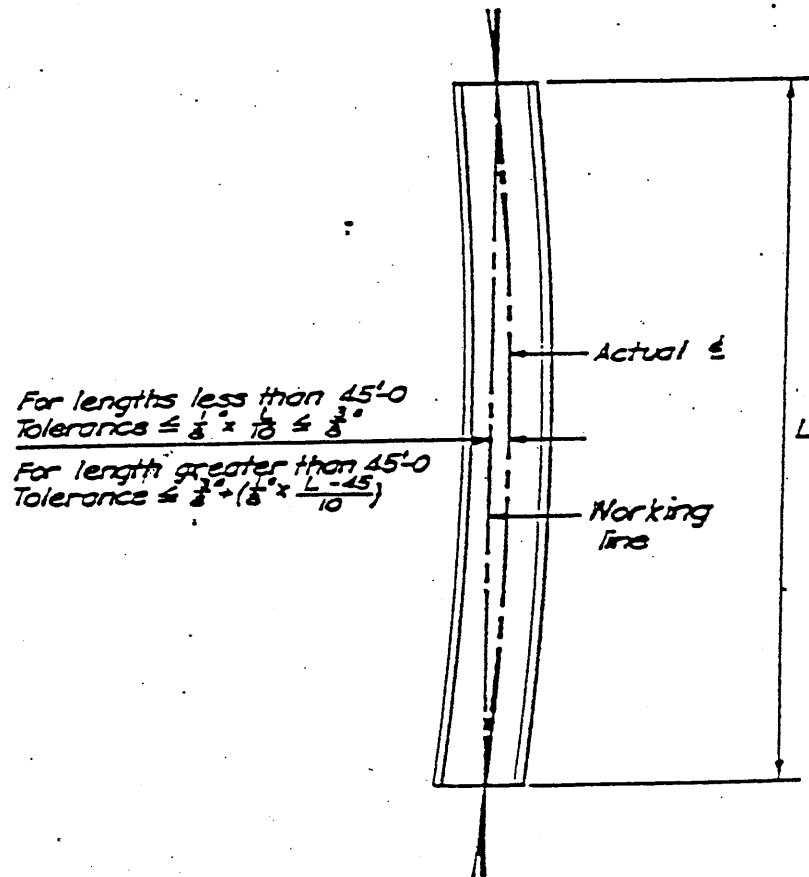 For lengths less than 45'-0
Tolerance ≤ 1/8" × L/10 ≤ 3/8"
For length greater than 45'-0
Tolerance ≤ 3/8" + (1/8" × L-45/10)
Actual ℄
L
Working
line